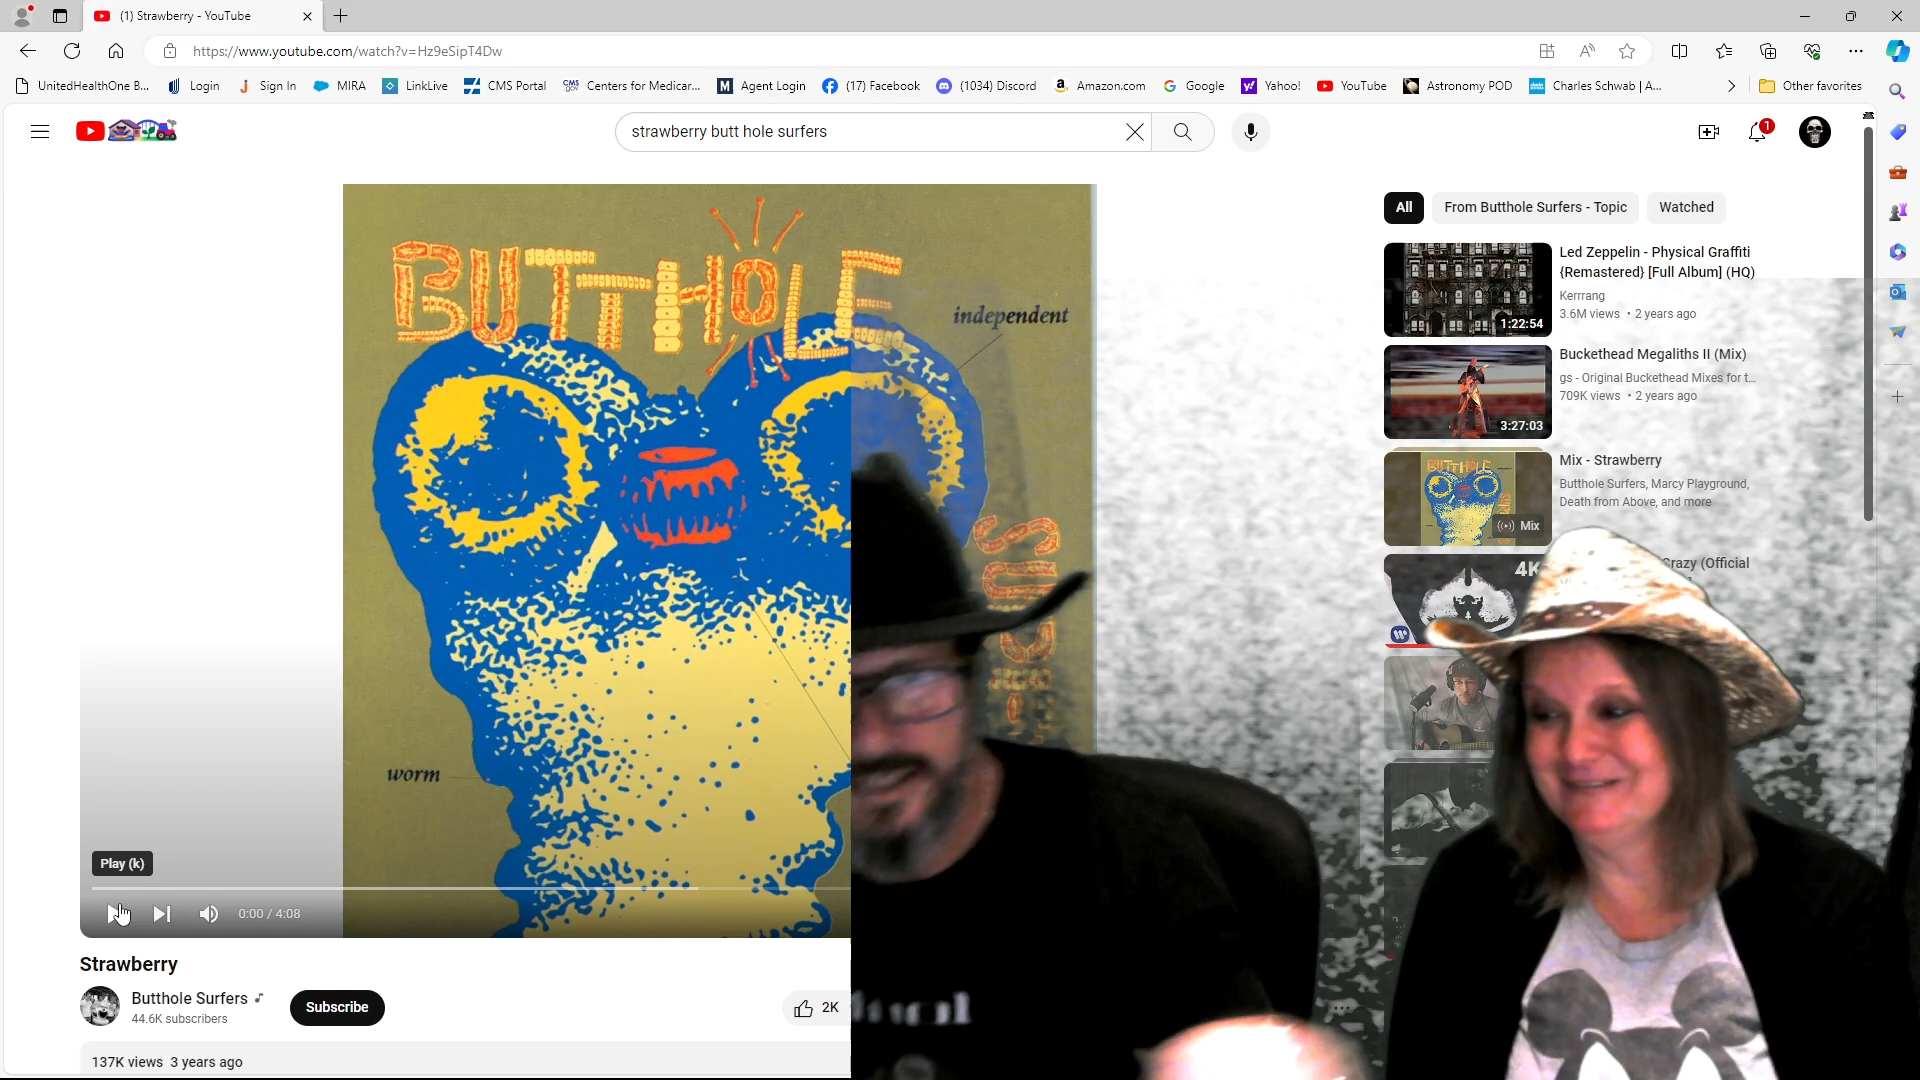 (1) Strawberry - YouTube
https://www.youtube.com/watch?v=Hz9eSipT4Dw
UnitedHealthOne B...
Login
Sign In
MIRA
LinkLive
CMS Portal
CMS
Centers for Medicar...
M
Agent Login
(17) Facebook
(1034) Discord
Amazon.com
Google
Yahoo!
YouTube
Astronomy POD
Charles Schwab | A...
Other favorites
strawberry butt hole surfers
1
BUTTHOLE
SURF
independent
worm
Play (k)
0:00 / 4:08
Strawberry
Butthole Surfers
44.6K subscribers
Subscribe
2K
137K views 3 years ago
All
From Butthole Surfers - Topic
Watched
1:22:54
Led Zeppelin - Physical Graffiti
{Remastered} [Full Album] (HQ)
Kerrrang
3.6M views • 2 years ago
3:27:03
Buckethead Megaliths II (Mix)
gs - Original Buckethead Mixes for t...
709K views • 2 years ago
BUTTHOLE
Mix
Mix - Strawberry
Butthole Surfers, Marcy Playground,
Death from Above, and more
4K
Crazy (Official